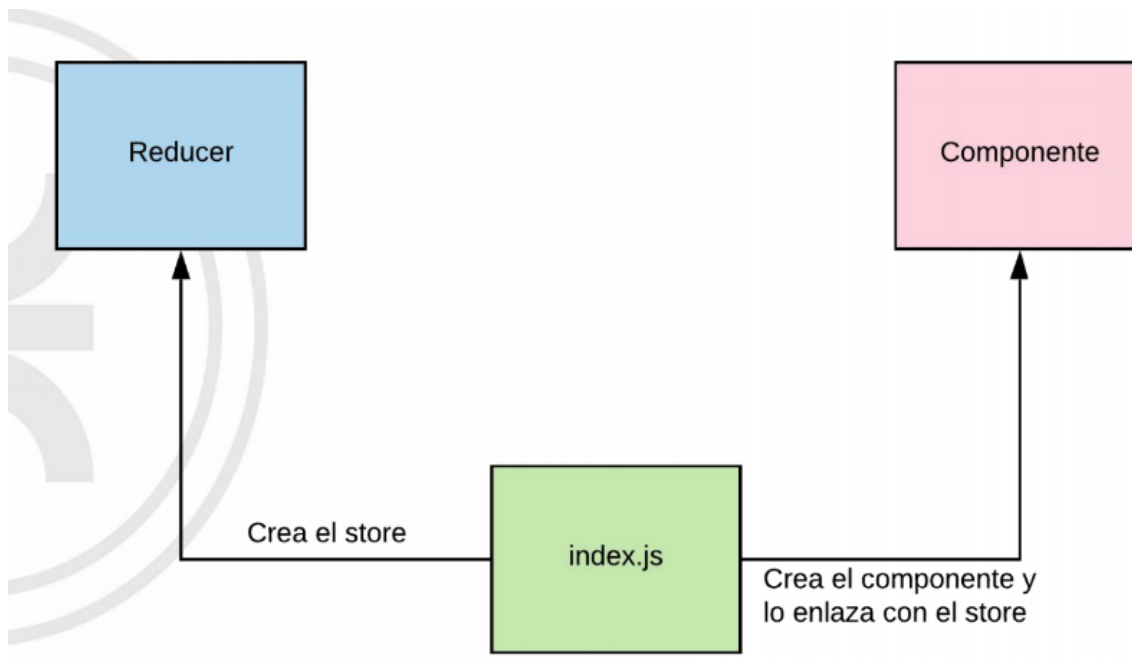 Reducer
Componente
Crea el store
index.js
Crea el componente y
lo enlaza con el store